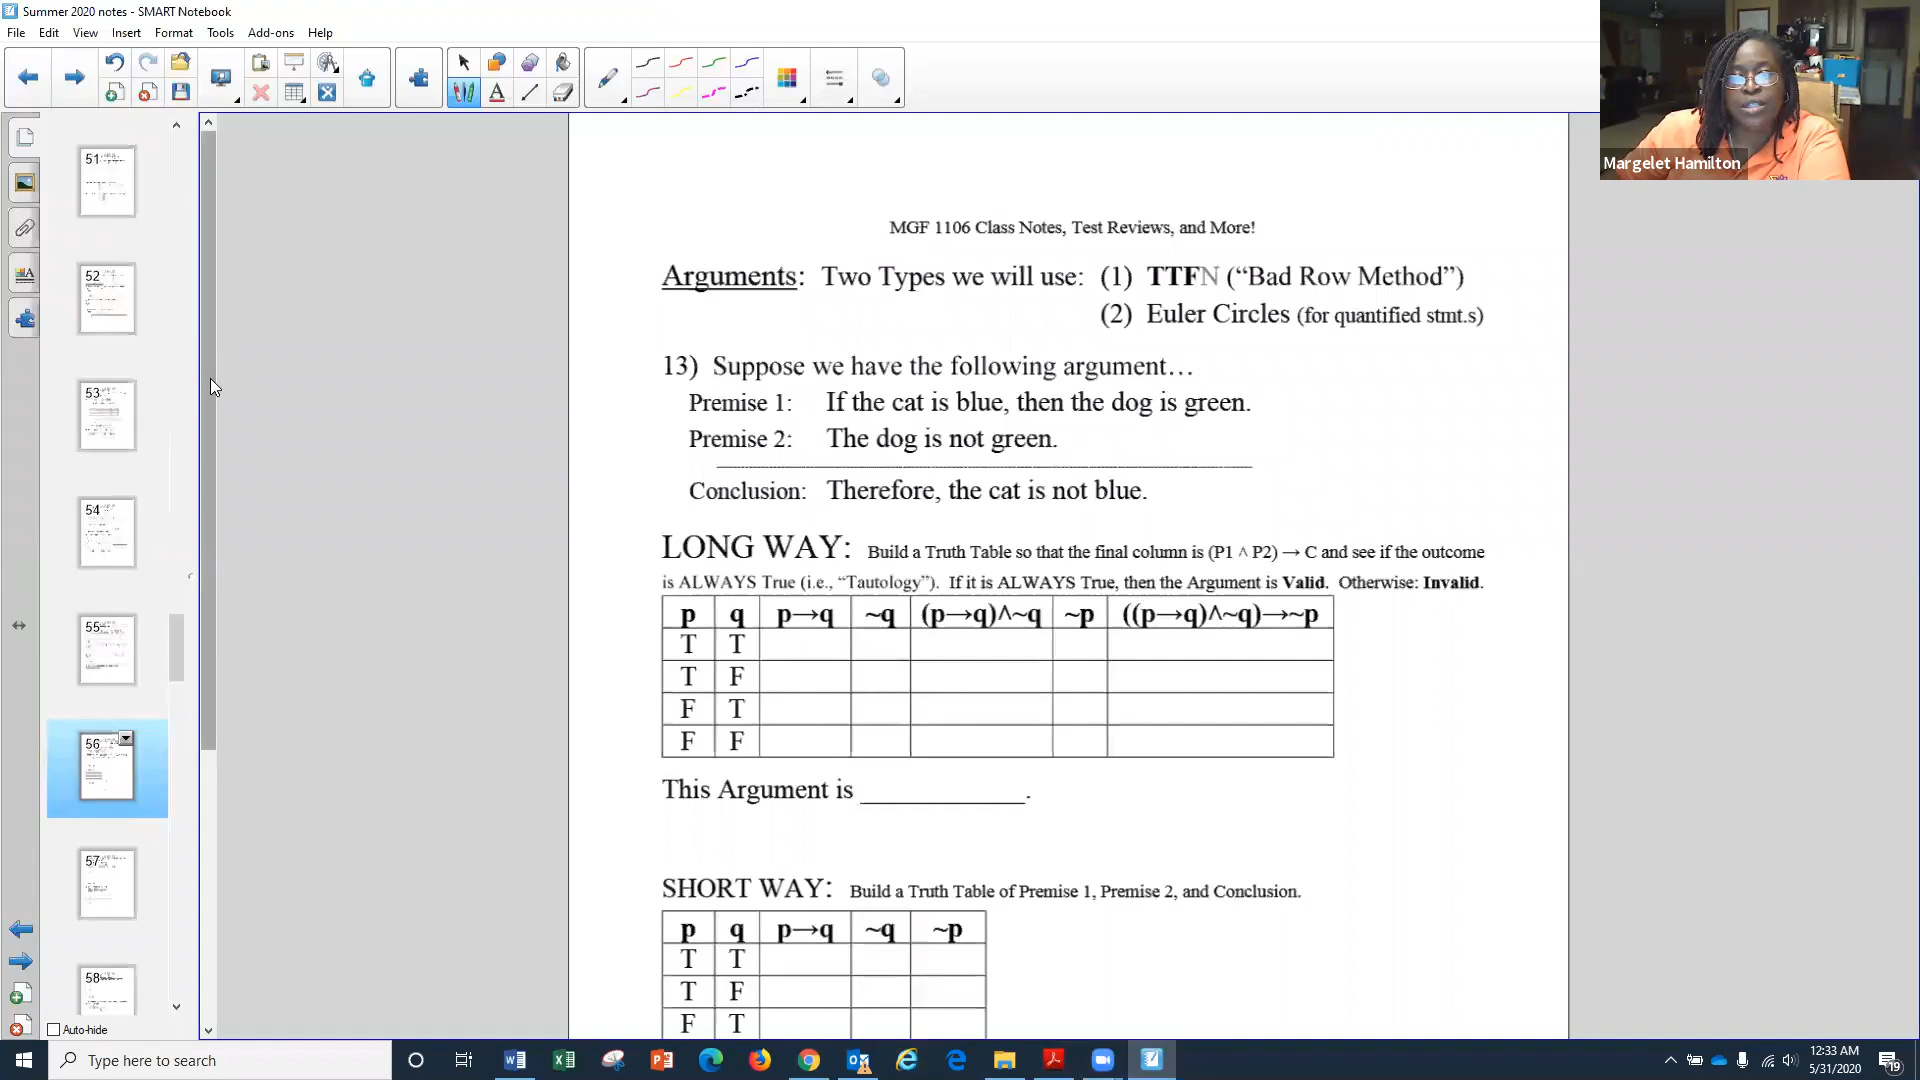 Summer 2020 notes - SMART Notebook
File Edit View Insert Format Tools Add-ons Help
Margelet Hamilton
51
52
53
54
55
56
57
58
Auto-hide
MGF 1106 Class Notes, Test Reviews, and More!
Arguments: Two Types we will use: (1) TTFN (“Bad Row Method”)
(2) Euler Circles (for quantified stmt.s)
13) Suppose we have the following argument…
Premise 1: If the cat is blue, then the dog is green.
Premise 2: The dog is not green.
Conclusion: Therefore, the cat is not blue.
LONG WAY: Build a Truth Table so that the final column is (P1 ^ P2) → C and see if the outcome
is ALWAYS True (i.e., “Tautology”). If it is ALWAYS True, then the Argument is Valid. Otherwise: Invalid.
p q p→q ~q (p→q)^~q ~p ((p→q)^~q)→~p
T T
T F
F T
F F
This Argument is ____________.
SHORT WAY: Build a Truth Table of Premise 1, Premise 2, and Conclusion.
p q p→q ~q ~p
T T
T F
F T
Type here to search
12:33 AM
5/31/2020
19